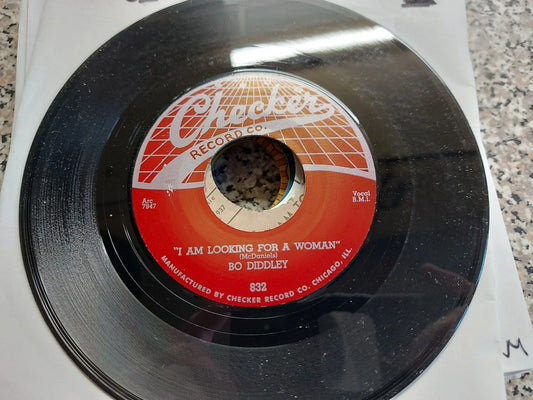 Checker
RECORD CO.
Arc.
7947
Vocal
B.M.I.
"I AM LOOKING FOR A WOMAN"
(McDaniels)
BO DIDDLEY
832
MANUFACTURED BY CHECKER RECORD CO. CHICAGO, ILL.
M